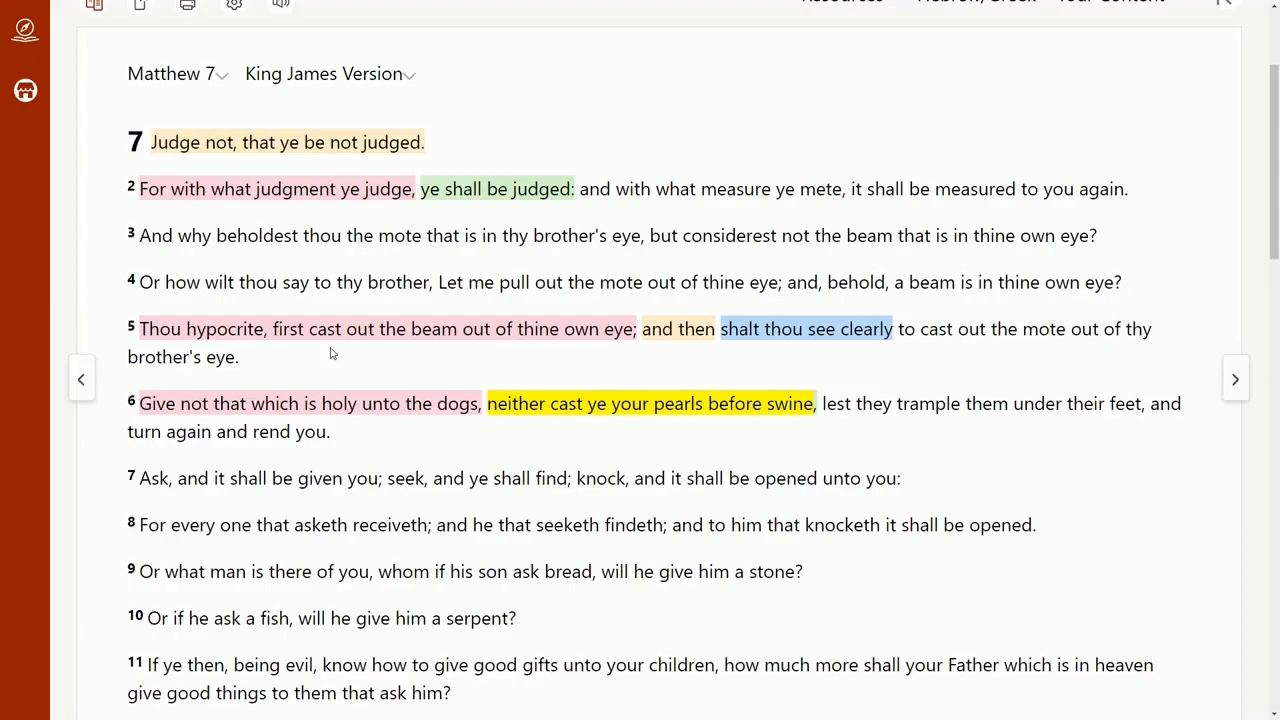 Resources Hebrew/Greek Your Content
Matthew 7 King James Version
7 Judge not, that ye be not judged.
2 For with what judgment ye judge, ye shall be judged: and with what measure ye mete, it shall be measured to you again.
3 And why beholdest thou the mote that is in thy brother's eye, but considerest not the beam that is in thine own eye?
4 Or how wilt thou say to thy brother, Let me pull out the mote out of thine eye; and, behold, a beam is in thine own eye?
5 Thou hypocrite, first cast out the beam out of thine own eye; and then shalt thou see clearly to cast out the mote out of thy
brother's eye.
6 Give not that which is holy unto the dogs, neither cast ye your pearls before swine, lest they trample them under their feet, and
turn again and rend you.
7 Ask, and it shall be given you; seek, and ye shall find; knock, and it shall be opened unto you:
8 For every one that asketh receiveth; and he that seeketh findeth; and to him that knocketh it shall be opened.
9 Or what man is there of you, whom if his son ask bread, will he give him a stone?
10 Or if he ask a fish, will he give him a serpent?
11 If ye then, being evil, know how to give good gifts unto your children, how much more shall your Father which is in heaven
give good things to them that ask him?